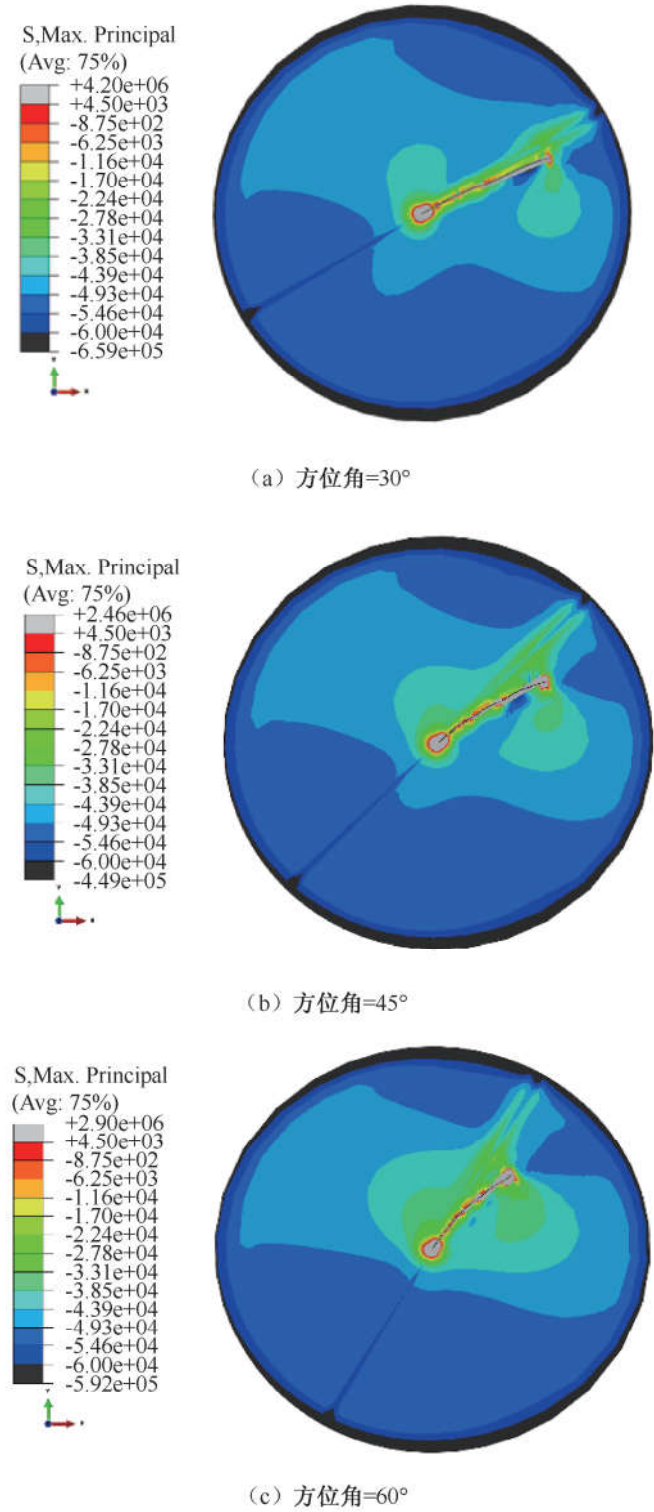 S,Max. Principal
(Avg: 75%)
+4.20e+06
+4.50e+03
-8.75e+02
-6.25e+03
-1.16e+04
-1.70e+04
-2.24e+04
-2.78e+04
-3.31e+04
-3.85e+04
-4.39e+04
-4.93e+04
-5.46e+04
-6.00e+04
-6.59e+05
Y
X
（a）方位角=30°
S,Max. Principal
(Avg: 75%)
+2.46e+06
+4.50e+03
-8.75e+02
-6.25e+03
-1.16e+04
-1.70e+04
-2.24e+04
-2.78e+04
-3.31e+04
-3.85e+04
-4.39e+04
-4.93e+04
-5.46e+04
-6.00e+04
-4.49e+05
Y
X
（b）方位角=45°
S,Max. Principal
(Avg: 75%)
+2.90e+06
+4.50e+03
-8.75e+02
-6.25e+03
-1.16e+04
-1.70e+04
-2.24e+04
-2.78e+04
-3.31e+04
-3.85e+04
-4.39e+04
-4.93e+04
-5.46e+04
-6.00e+04
-5.92e+05
Y
X
（c）方位角=60°